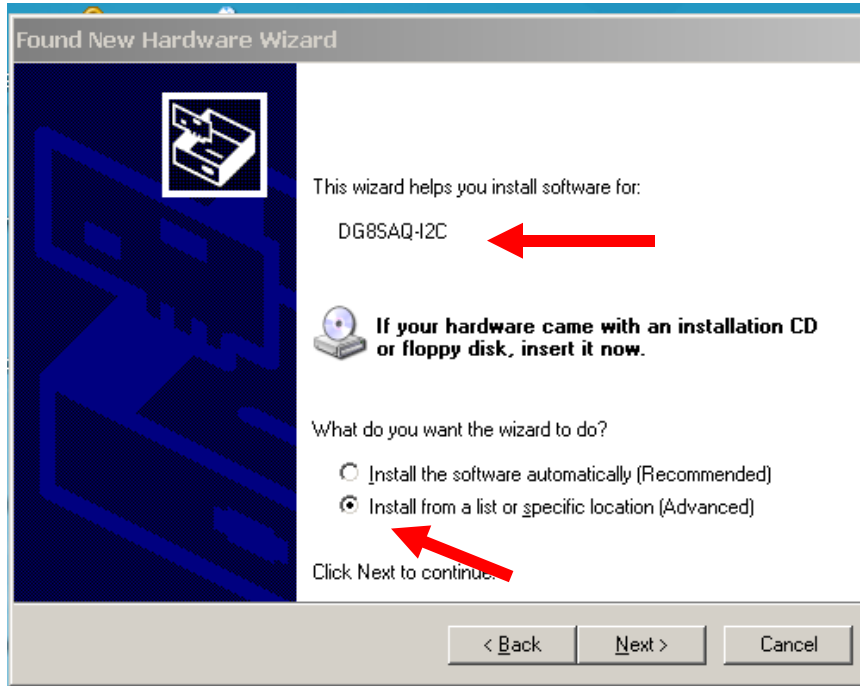 Found New Hardware Wizard
This wizard helps you install software for:
DG8SAQ-I2C
If your hardware came with an installation CD
or floppy disk, insert it now.
What do you want the wizard to do?
Install the software automatically (Recommended)
Install from a list or specific location (Advanced)
Click Next to continue.
< Back Next > Cancel